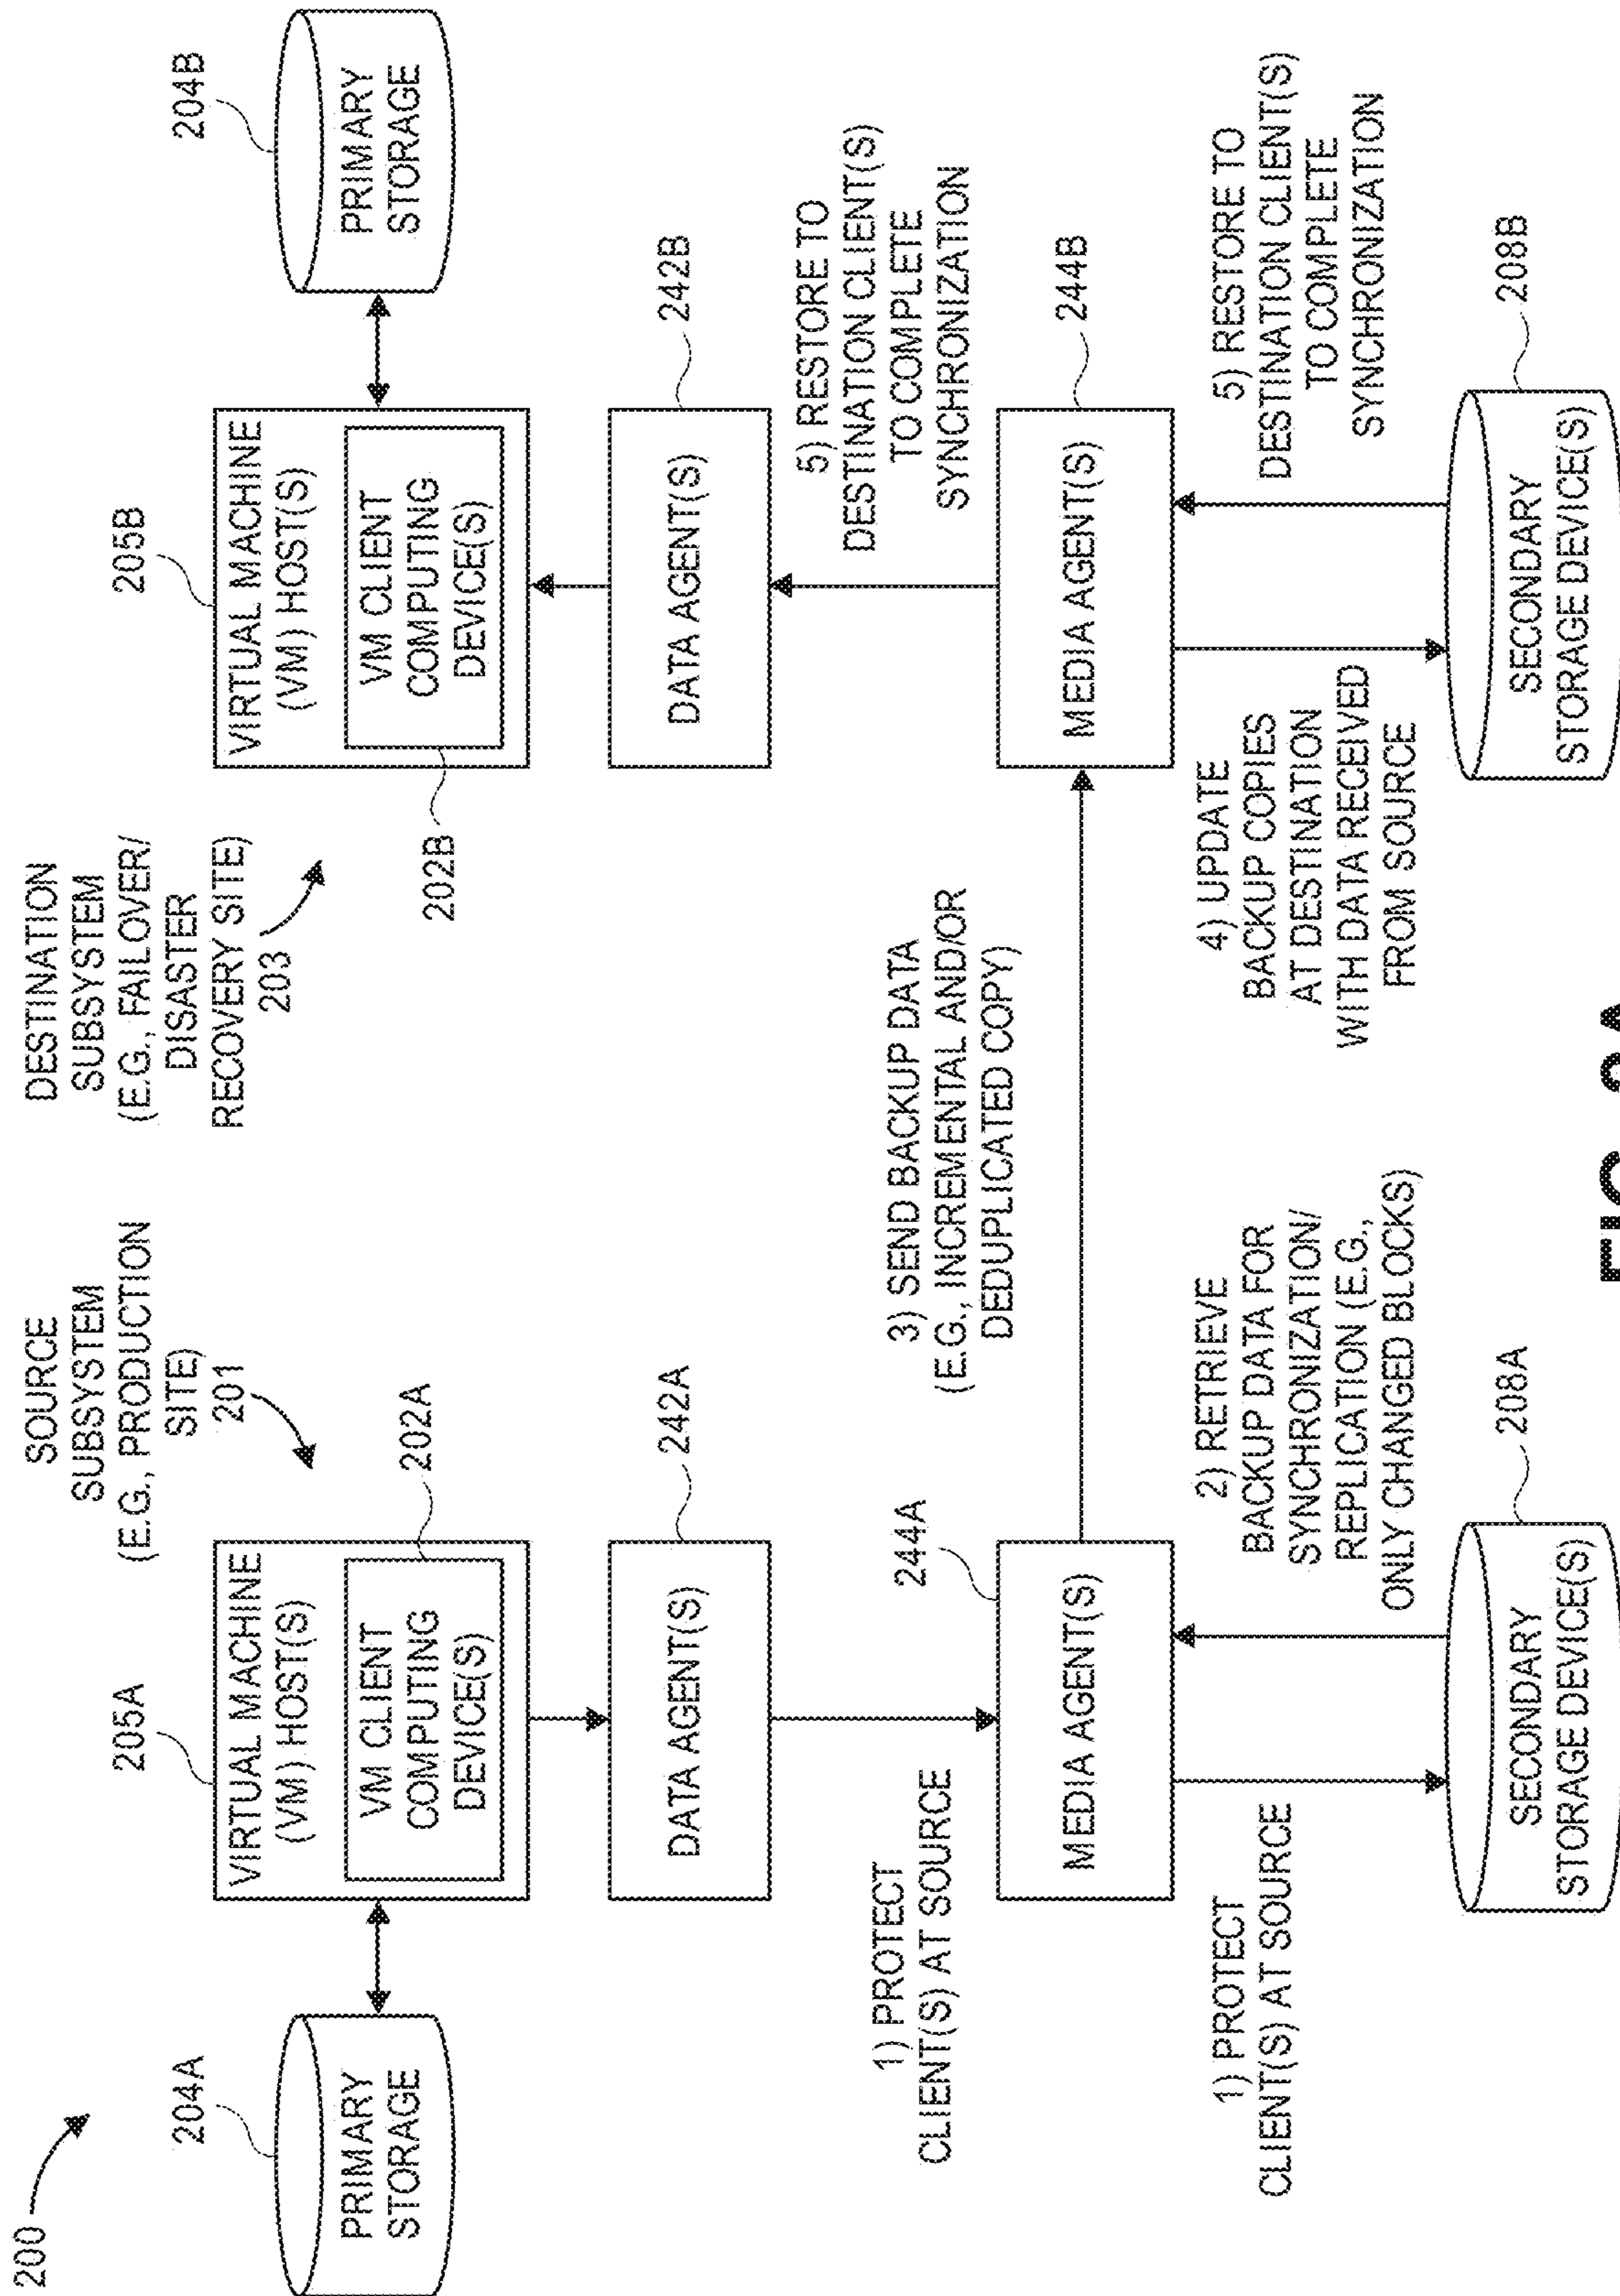 200
SOURCE
SUBSYSTEM
(E.G., PRODUCTION
SITE)
201
DESTINATION
SUBSYSTEM
(E.G., FAILOVER/
DISASTER
RECOVERY SITE)
203
204A
PRIMARY
STORAGE
205A
VIRTUAL MACHINE
(VM) HOST(S)
VM CLIENT
COMPUTING
DEVICE(S)
202A
205B
VIRTUAL MACHINE
(VM) HOST(S)
VM CLIENT
COMPUTING
DEVICE(S)
202B
204B
PRIMARY
STORAGE
DATA AGENT(S)
242A
DATA AGENT(S)
242B
1) PROTECT
CLIENT(S) AT SOURCE
3) SEND BACKUP DATA
(E.G., INCREMENTAL AND/OR
DEDUPLICATED COPY)
5) RESTORE TO
DESTINATION CLIENT(S)
TO COMPLETE
SYNCHRONIZATION
244A
MEDIA AGENT(S)
MEDIA AGENT(S)
244B
1) PROTECT
CLIENT(S) AT SOURCE
2) RETRIEVE
BACKUP DATA FOR
SYNCHRONIZATION/
REPLICATION (E.G.,
ONLY CHANGED BLOCKS)
4) UPDATE
BACKUP COPIES
AT DESTINATION
WITH DATA RECEIVED
FROM SOURCE
5) RESTORE TO
DESTINATION CLIENT(S)
TO COMPLETE
SYNCHRONIZATION
SECONDARY
STORAGE DEVICE(S)
208A
SECONDARY
STORAGE DEVICE(S)
208B